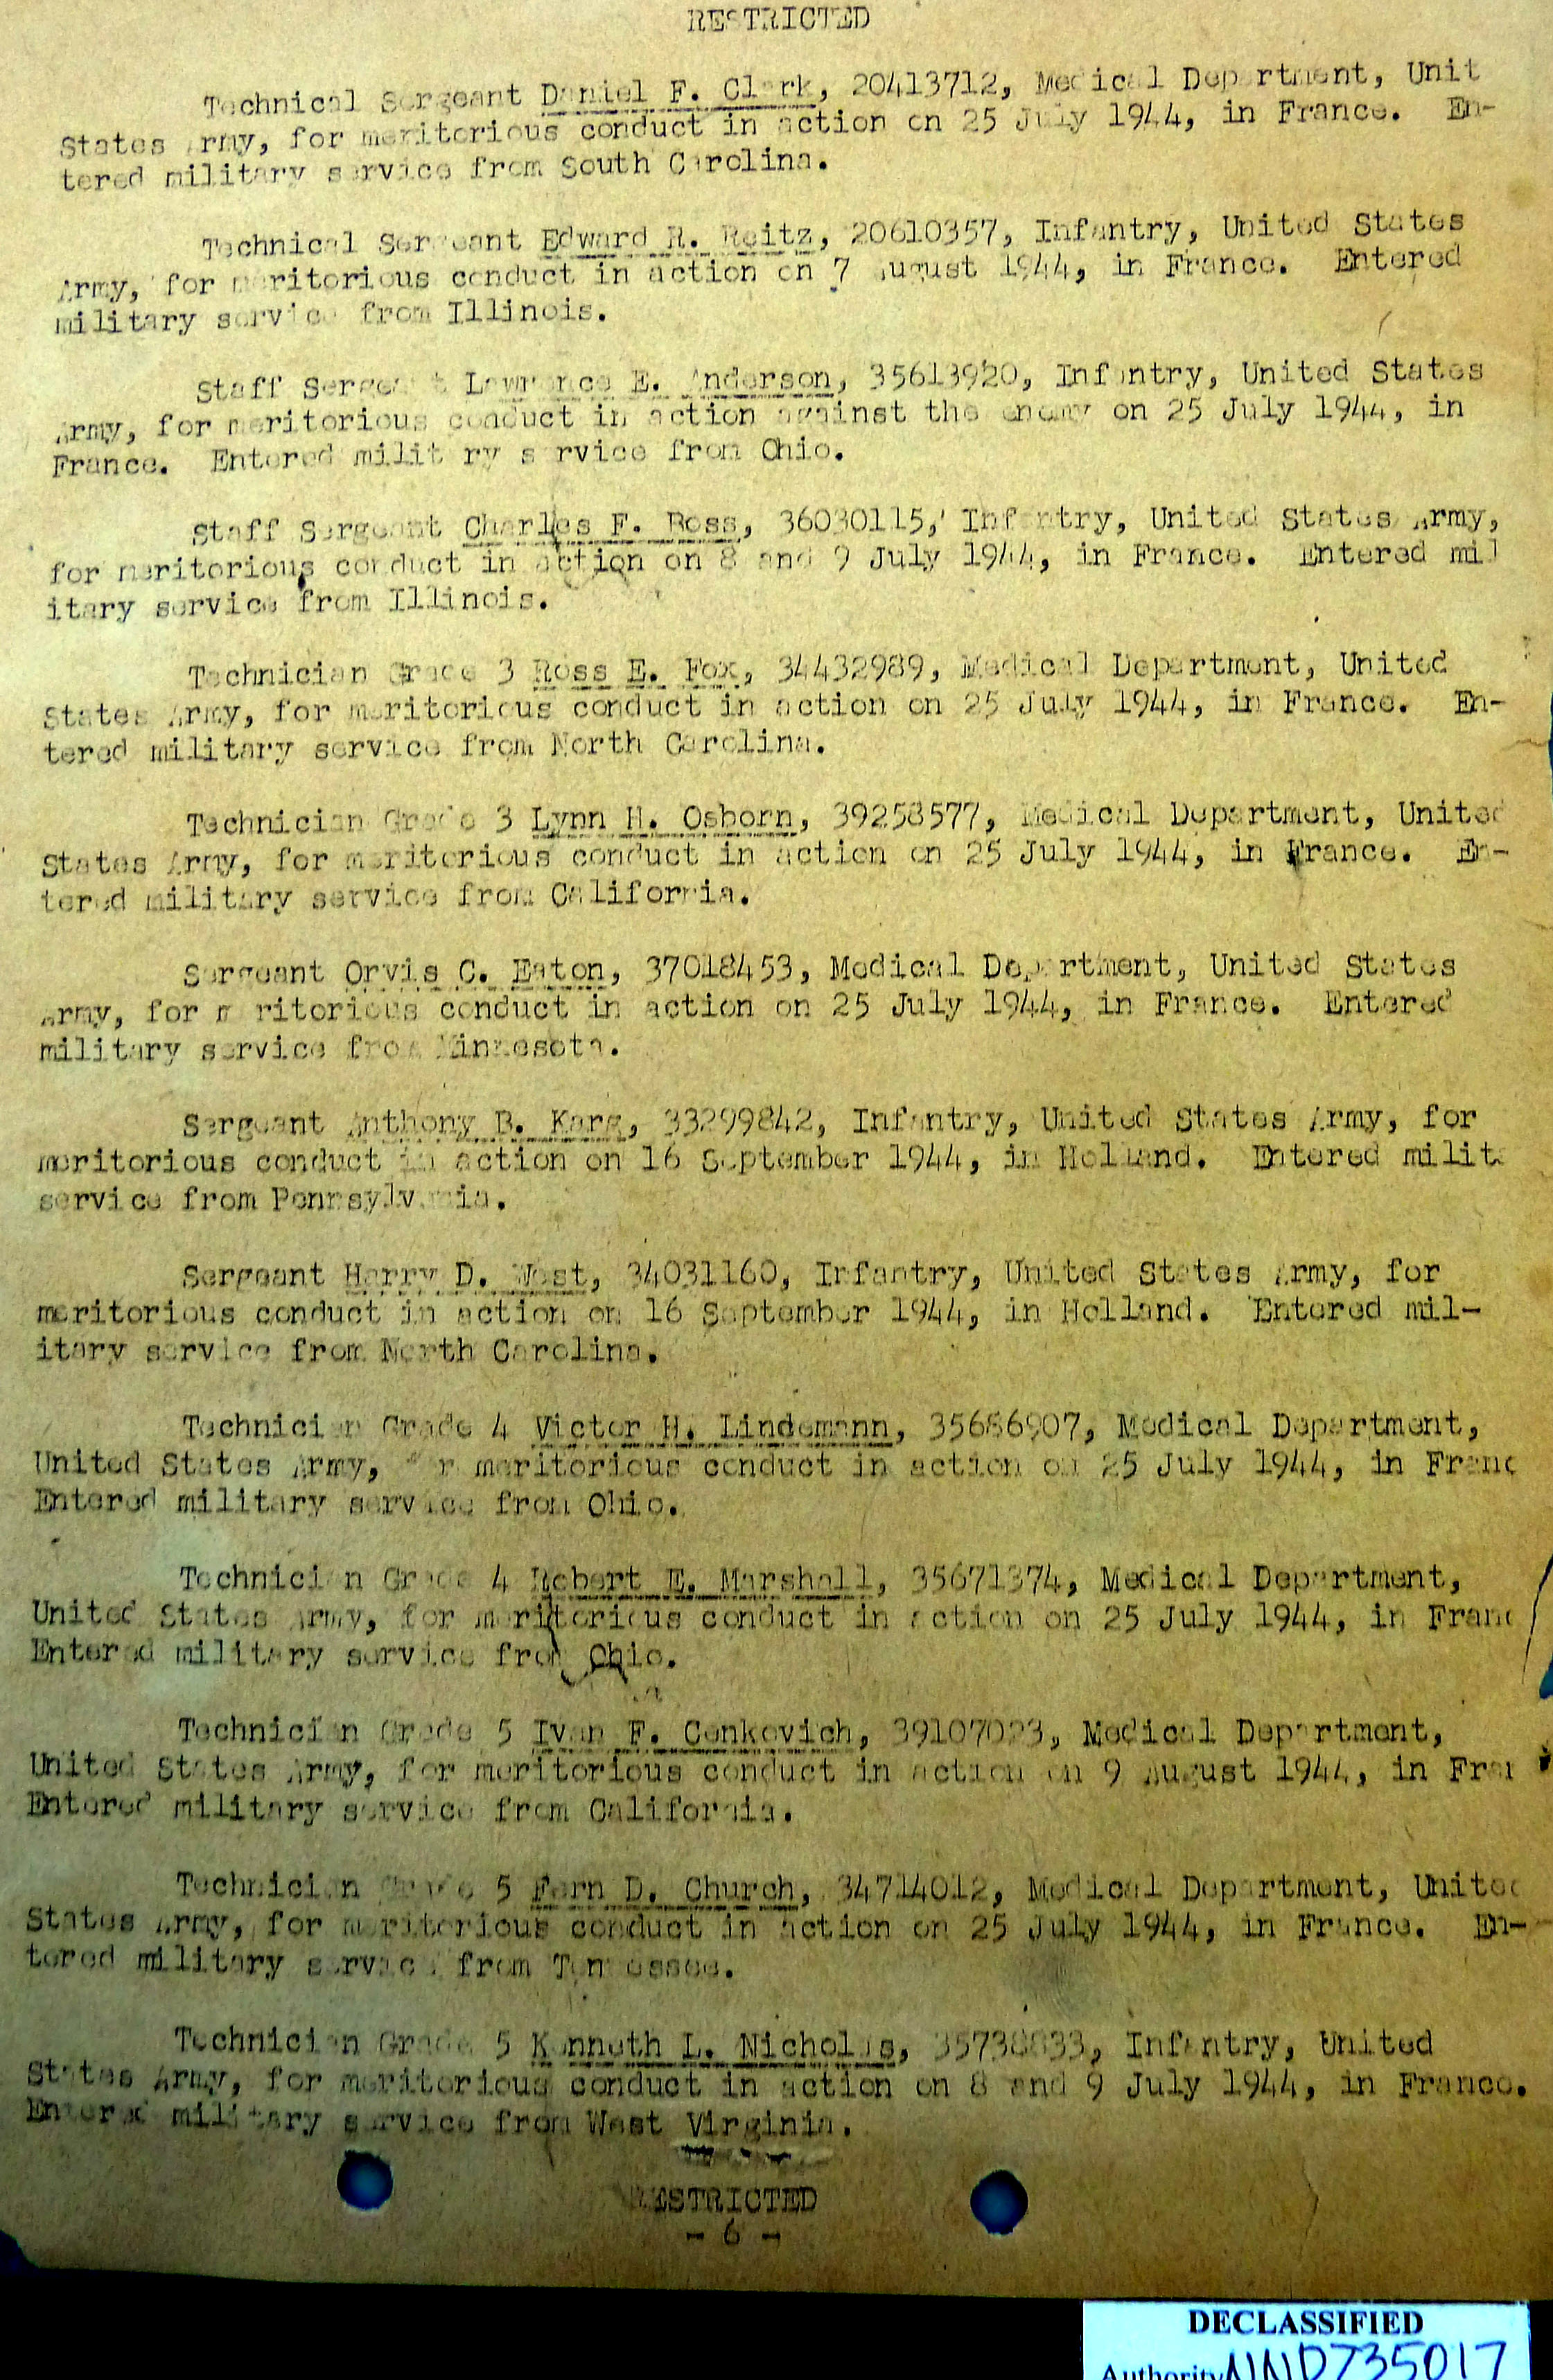 RESTRICTED
Technical Sergeant Daniel F. Clark, 20413712, Medical Department, Unit
States Army, for meritorious conduct in action on 25 July 1944, in France. En-
tered military service from South Carolina.
Technical Sergeant Edward R. Reitz, 20610357, Infantry, United States
Army, for meritorious conduct in action on 7 August 1944, in France. Entered
military service from Illinois.
Staff Sergeant Lawrence E. Anderson, 35613920, Infantry, United States
Army, for meritorious conduct in action against the enemy on 25 July 1944, in
France. Entered military service from Ohio.
Staff Sergeant Charles F. Ross, 36030115, Infantry, United States Army,
for meritorious conduct in action on 8 and 9 July 1944, in France. Entered mil
itary service from Illinois.
Technician Grade 3 Ross E. Fox, 34432989, Medical Department, United
States Army, for meritorious conduct in action on 25 July 1944, in France. En-
tered military service from North Carolina.
Technician Grade 3 Lynn H. Osborn, 39258577, Medical Department, United
States Army, for meritorious conduct in action on 25 July 1944, in France. En-
tered military service from California.
Sergeant Orvis C. Eaton, 37018453, Medical Department, United States
Army, for meritorious conduct in action on 25 July 1944, in France. Entered
military service from Minnesota.
Sergeant Anthony B. Karg, 33299842, Infantry, United States Army, for
meritorious conduct in action on 16 September 1944, in Holland. Entered milita
service from Pennsylvania.
Sergeant Harry D. West, 34031160, Infantry, United States Army, for
meritorious conduct in action on 16 September 1944, in Holland. Entered mil-
itary service from North Carolina.
Technician Grade 4 Victor H. Lindemann, 35686907, Medical Department,
United States Army, for meritorious conduct in action on 25 July 1944, in Franc
Entered military service from Ohio.
Technician Grade 4 Robert E. Marshall, 35671374, Medical Department,
United States Army, for meritorious conduct in action on 25 July 1944, in Franc
Entered military service from Ohio.
Technician Grade 5 Ivan F. Cenkovich, 39107023, Medical Department,
United States Army, for meritorious conduct in action on 9 August 1944, in Fran
Entered military service from California.
Technician Grade 5 Fern D. Church, 34714012, Medical Department, United
States Army, for meritorious conduct in action on 25 July 1944, in France. En-
tered military service from Tennessee.
Technician Grade 5 Kenneth L. Nicholas, Infantry, United
States Army, for meritorious conduct in action on 8 and 9 July 1944, in France.
Entered military service from West Virginia.
RESTRICTED
- 6 -
DECLASSIFIED
Authority NND735017